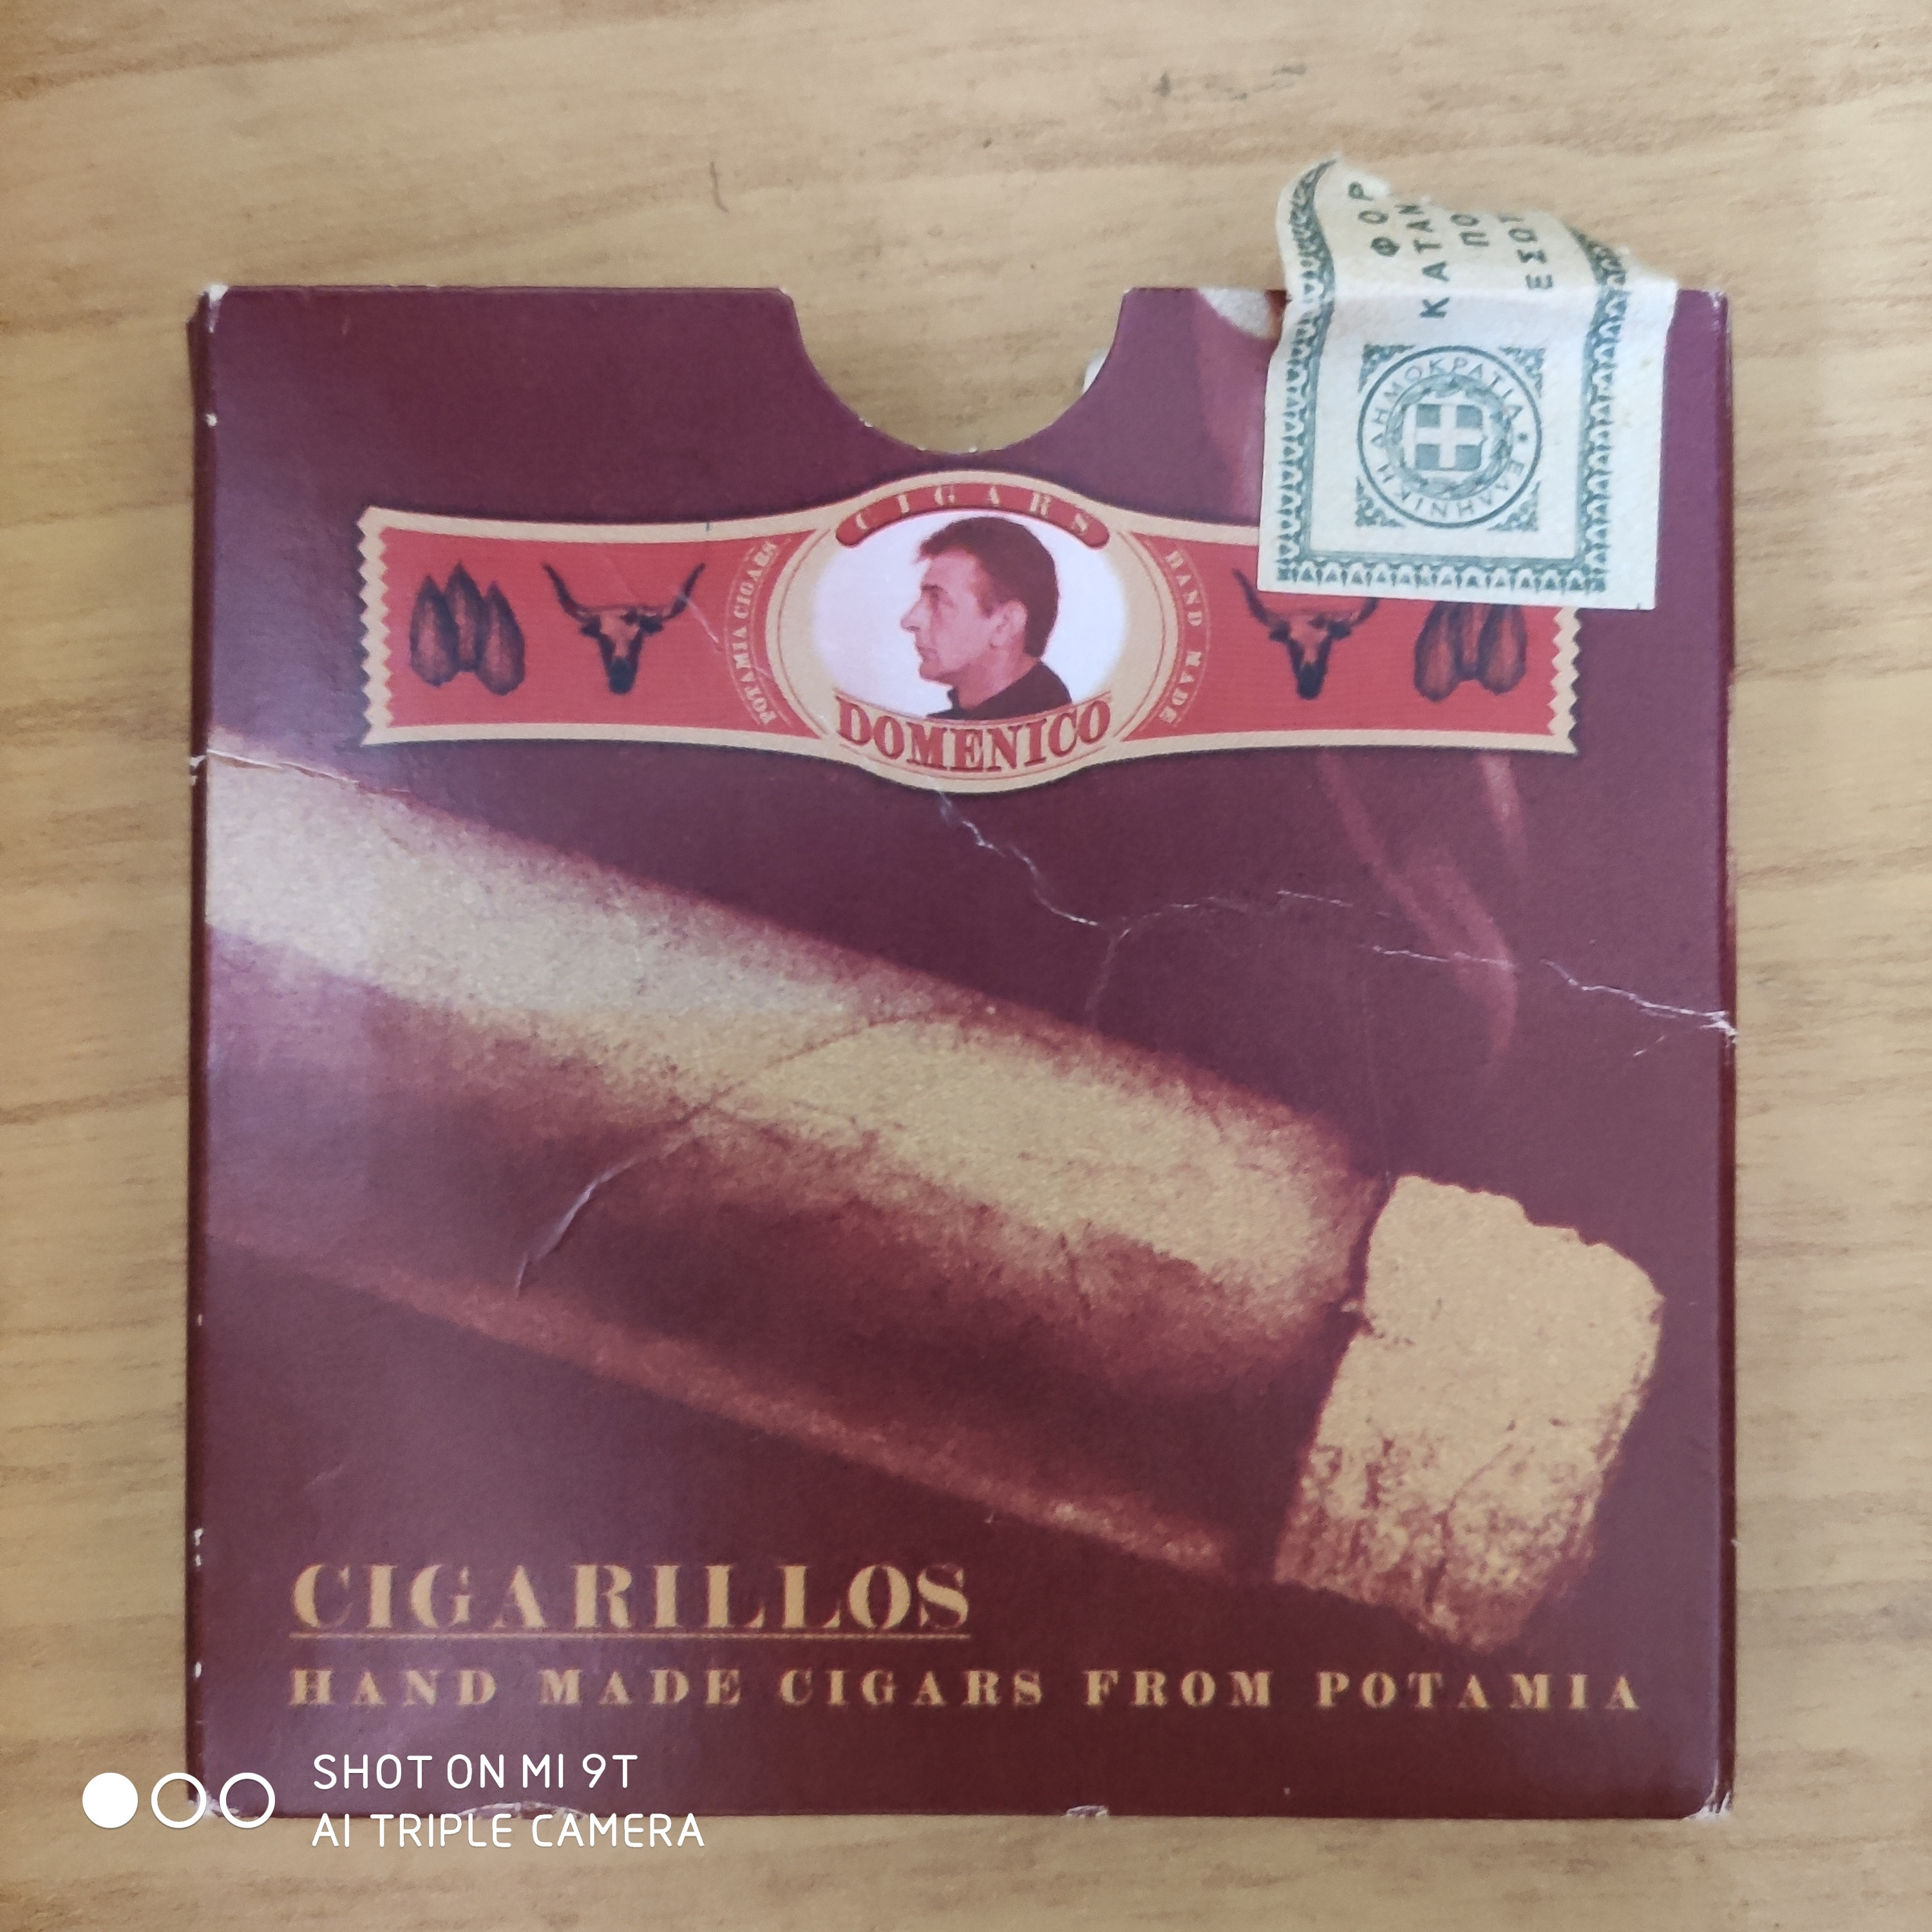 ΦΟΡ
ΚΑΤΑΝ
ΠΟ
ΕΣΩΤ
ΕΛΛΗΝΙΚΗ ΔΗΜΟΚΡΑΤΙΑ
CIGARS
POTAMIA CIGARS
HAND MADE
DOMENICO
CIGARILLOS
HAND MADE CIGARS FROM POTAMIA
SHOT ON MI 9T
AI TRIPLE CAMERA